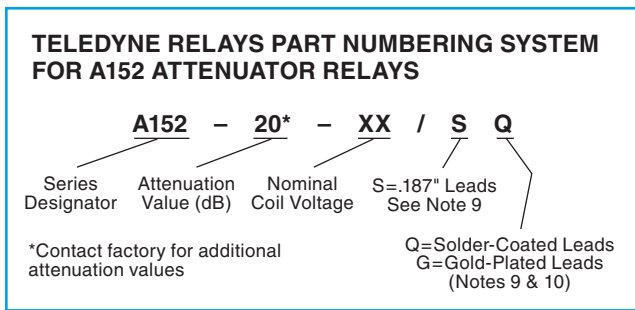 TELEDYNE RELAYS PART NUMBERING SYSTEM
FOR A152 ATTENUATOR RELAYS
A152 – 20* – XX / S Q
Series
Designator
Attenuation
Value (dB)
Nominal
Coil Voltage
S=.187" Leads
See Note 9
*Contact factory for additional
attenuation values
Q=Solder-Coated Leads
G=Gold-Plated Leads
(Notes 9 & 10)